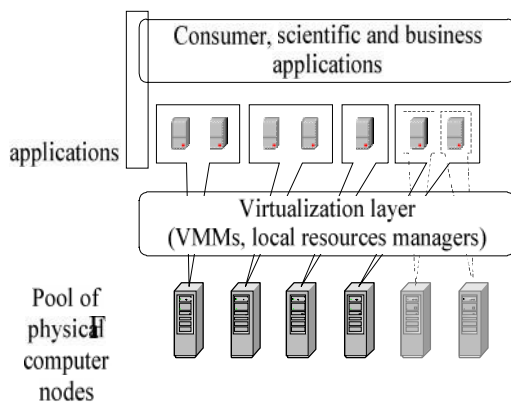 Consumer, scientific and business
applications
applications
Virtualization layer
(VMMs, local resources managers)
Pool of
physical
computer
nodes